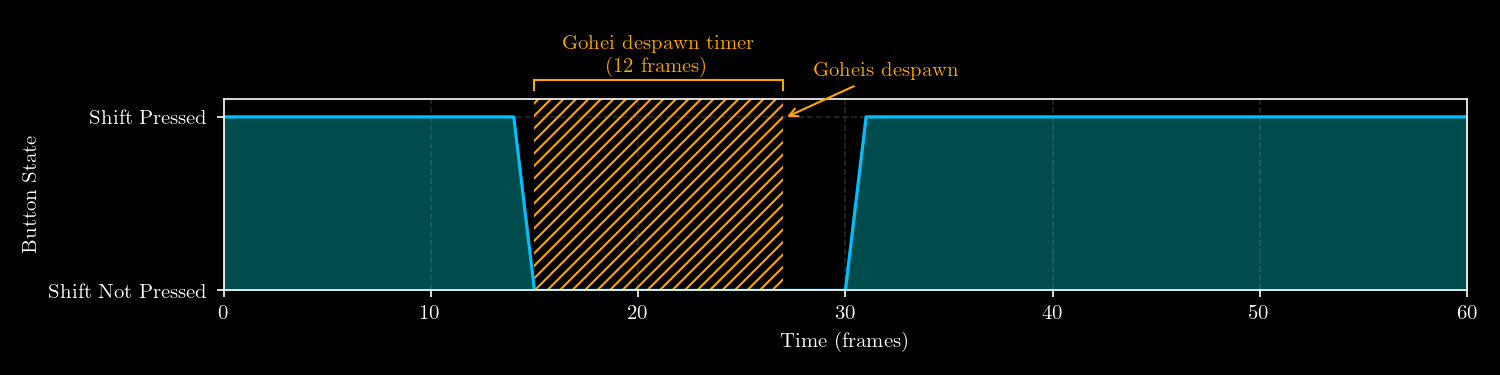 Gohei despawn timer
(12 frames)
Goheis despawn
Shift Pressed
Button State
Shift Not Pressed
0 10 20 30 40 50 60
Time (frames)